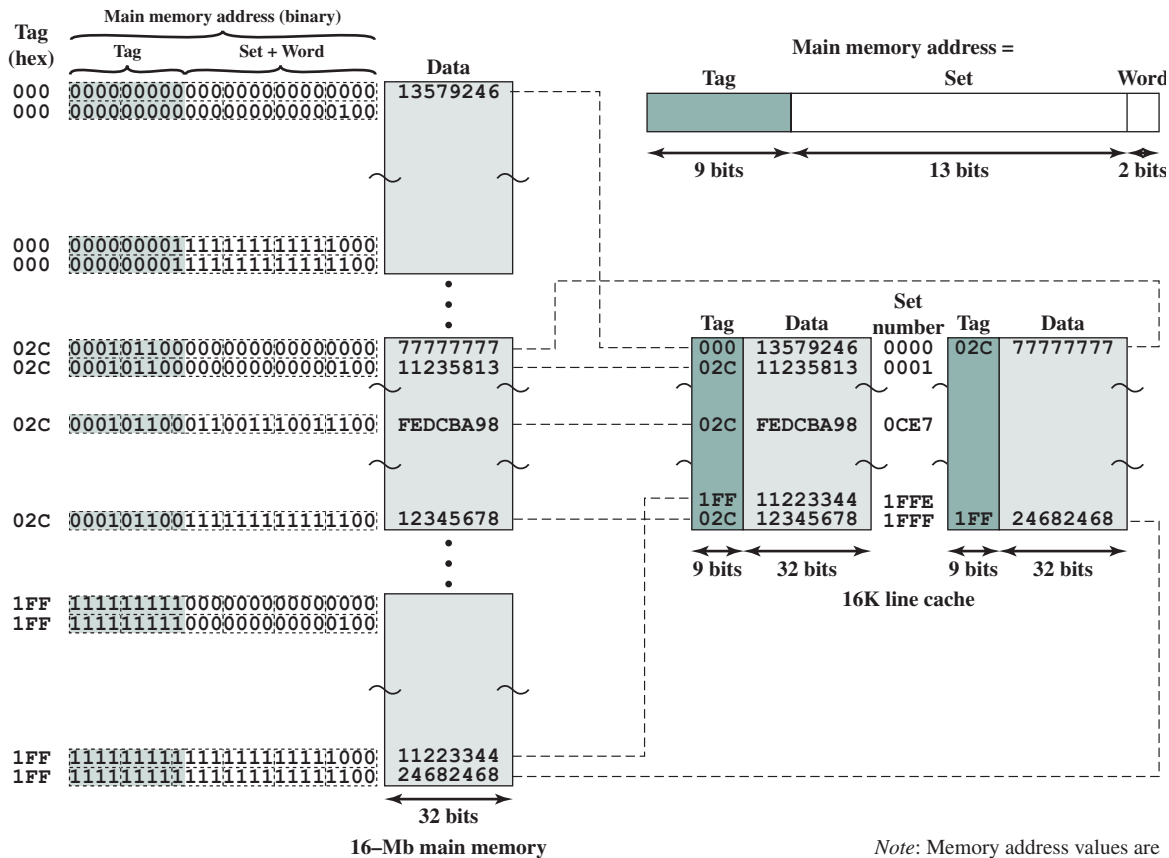 Main memory address (binary)
Tag
(hex)
Tag
Set + Word
Data
000 000000000000000000000000 13579246
000 000000000000000000000100
000 000000001111111111111000
000 000000001111111111111100
02C 000101100000000000000000 77777777
02C 000101100000000000000100 11235813
02C 000101100011001110011100 FEDCBA98
02C 000101100111111111111100 12345678
1FF 111111111000000000000000
1FF 111111111000000000000100
1FF 111111111111111111111000 11223344
1FF 111111111111111111111100 24682468
32 bits
16–Mb main memory
Main memory address =
Tag Set Word
9 bits 13 bits 2 bits
Set
Tag Data number Tag Data
000 13579246 0000 02C 77777777
02C 11235813 0001
02C FEDCBA98 0CE7
1FF 11223344 1FFE
02C 12345678 1FFF 1FF 24682468
9 bits 32 bits 9 bits 32 bits
16K line cache
Note: Memory address values are